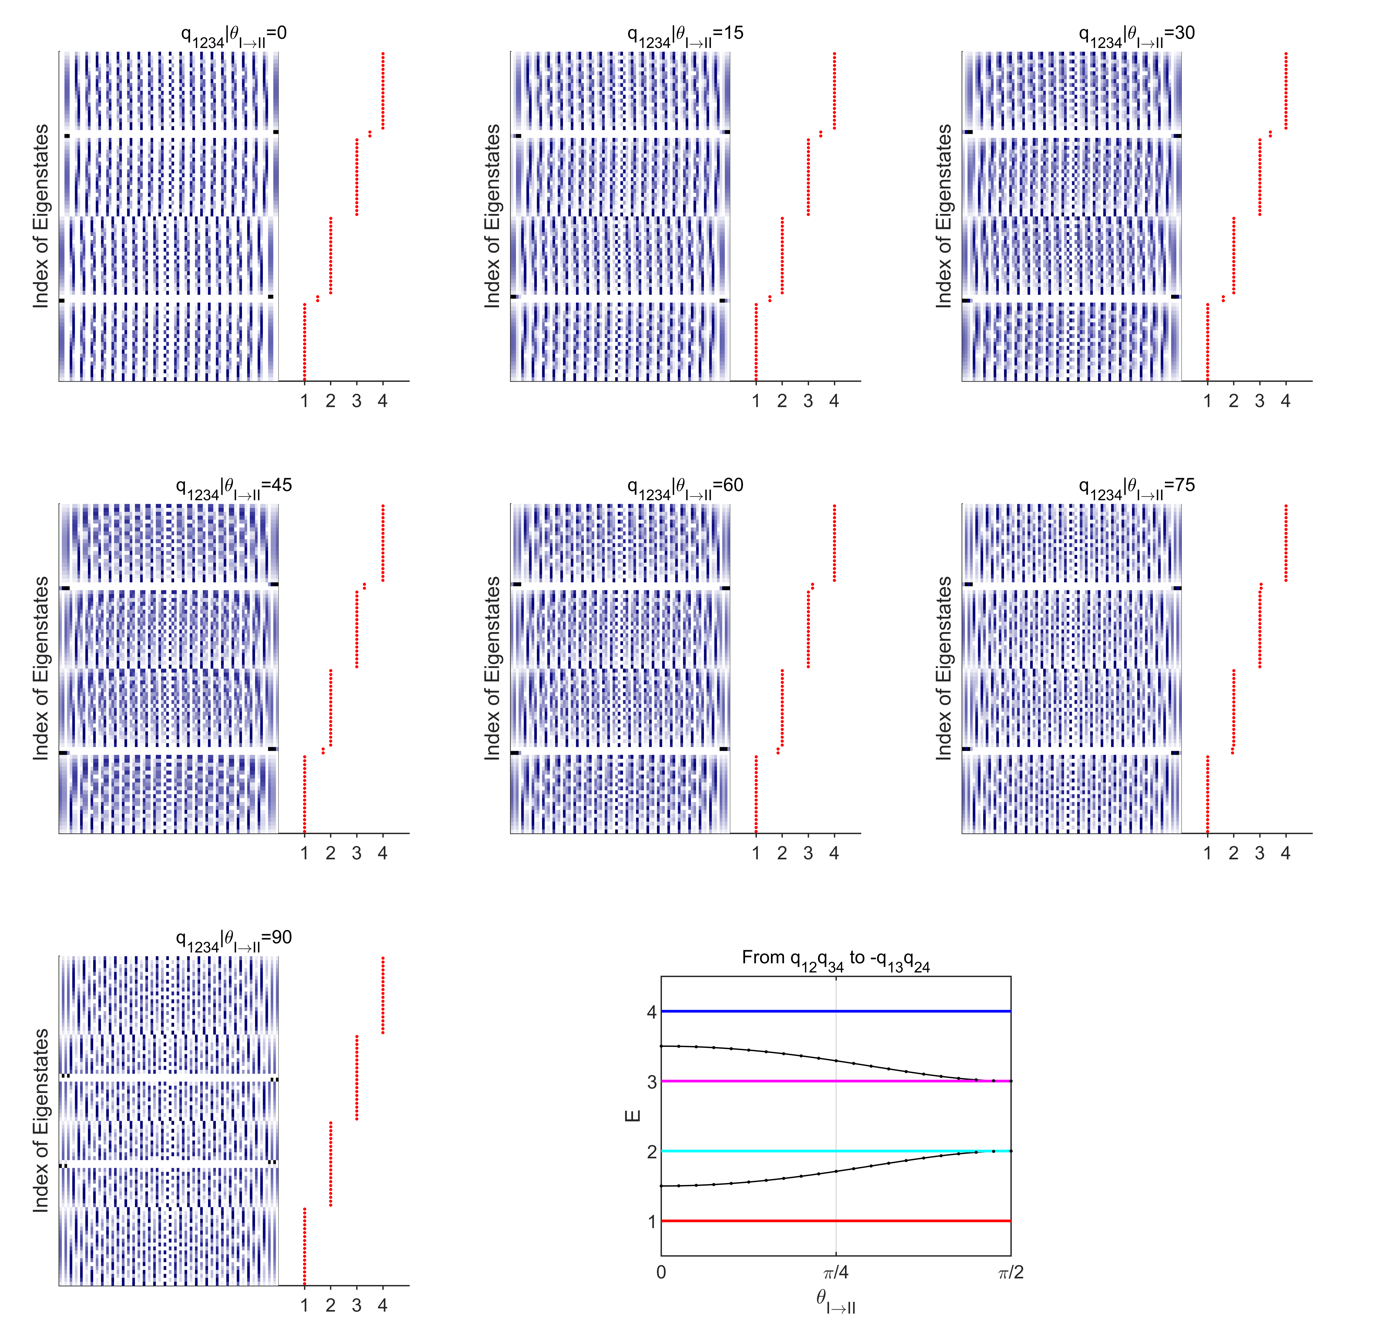 q1234|θI→II=0
q1234|θI→II=15
q1234|θI→II=30
Index of Eigenstates
Index of Eigenstates
Index of Eigenstates
1 2 3 4
1 2 3 4
1 2 3 4
q1234|θI→II=45
q1234|θI→II=60
q1234|θI→II=75
Index of Eigenstates
Index of Eigenstates
Index of Eigenstates
1 2 3 4
1 2 3 4
1 2 3 4
q1234|θI→II=90
Index of Eigenstates
1 2 3 4
From q12q34 to -q13q24
4
3
2
1
E
0 π/4 π/2
θI→II